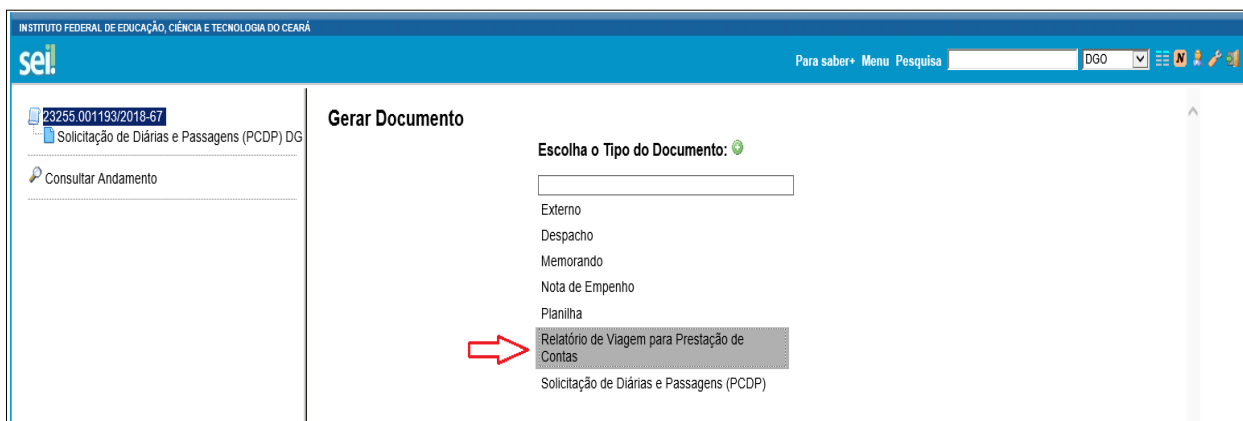 INSTITUTO FEDERAL DE EDUCAÇÃO, CIÊNCIA E TECNOLOGIA DO CEARÁ
sei!
Para saber+ Menu Pesquisa DGO N
23255.001193/2018-67
Solicitação de Diárias e Passagens (PCDP) DG
Consultar Andamento
Gerar Documento
Escolha o Tipo do Documento:
Externo
Despacho
Memorando
Nota de Empenho
Planilha
Relatório de Viagem para Prestação de
Contas
Solicitação de Diárias e Passagens (PCDP)